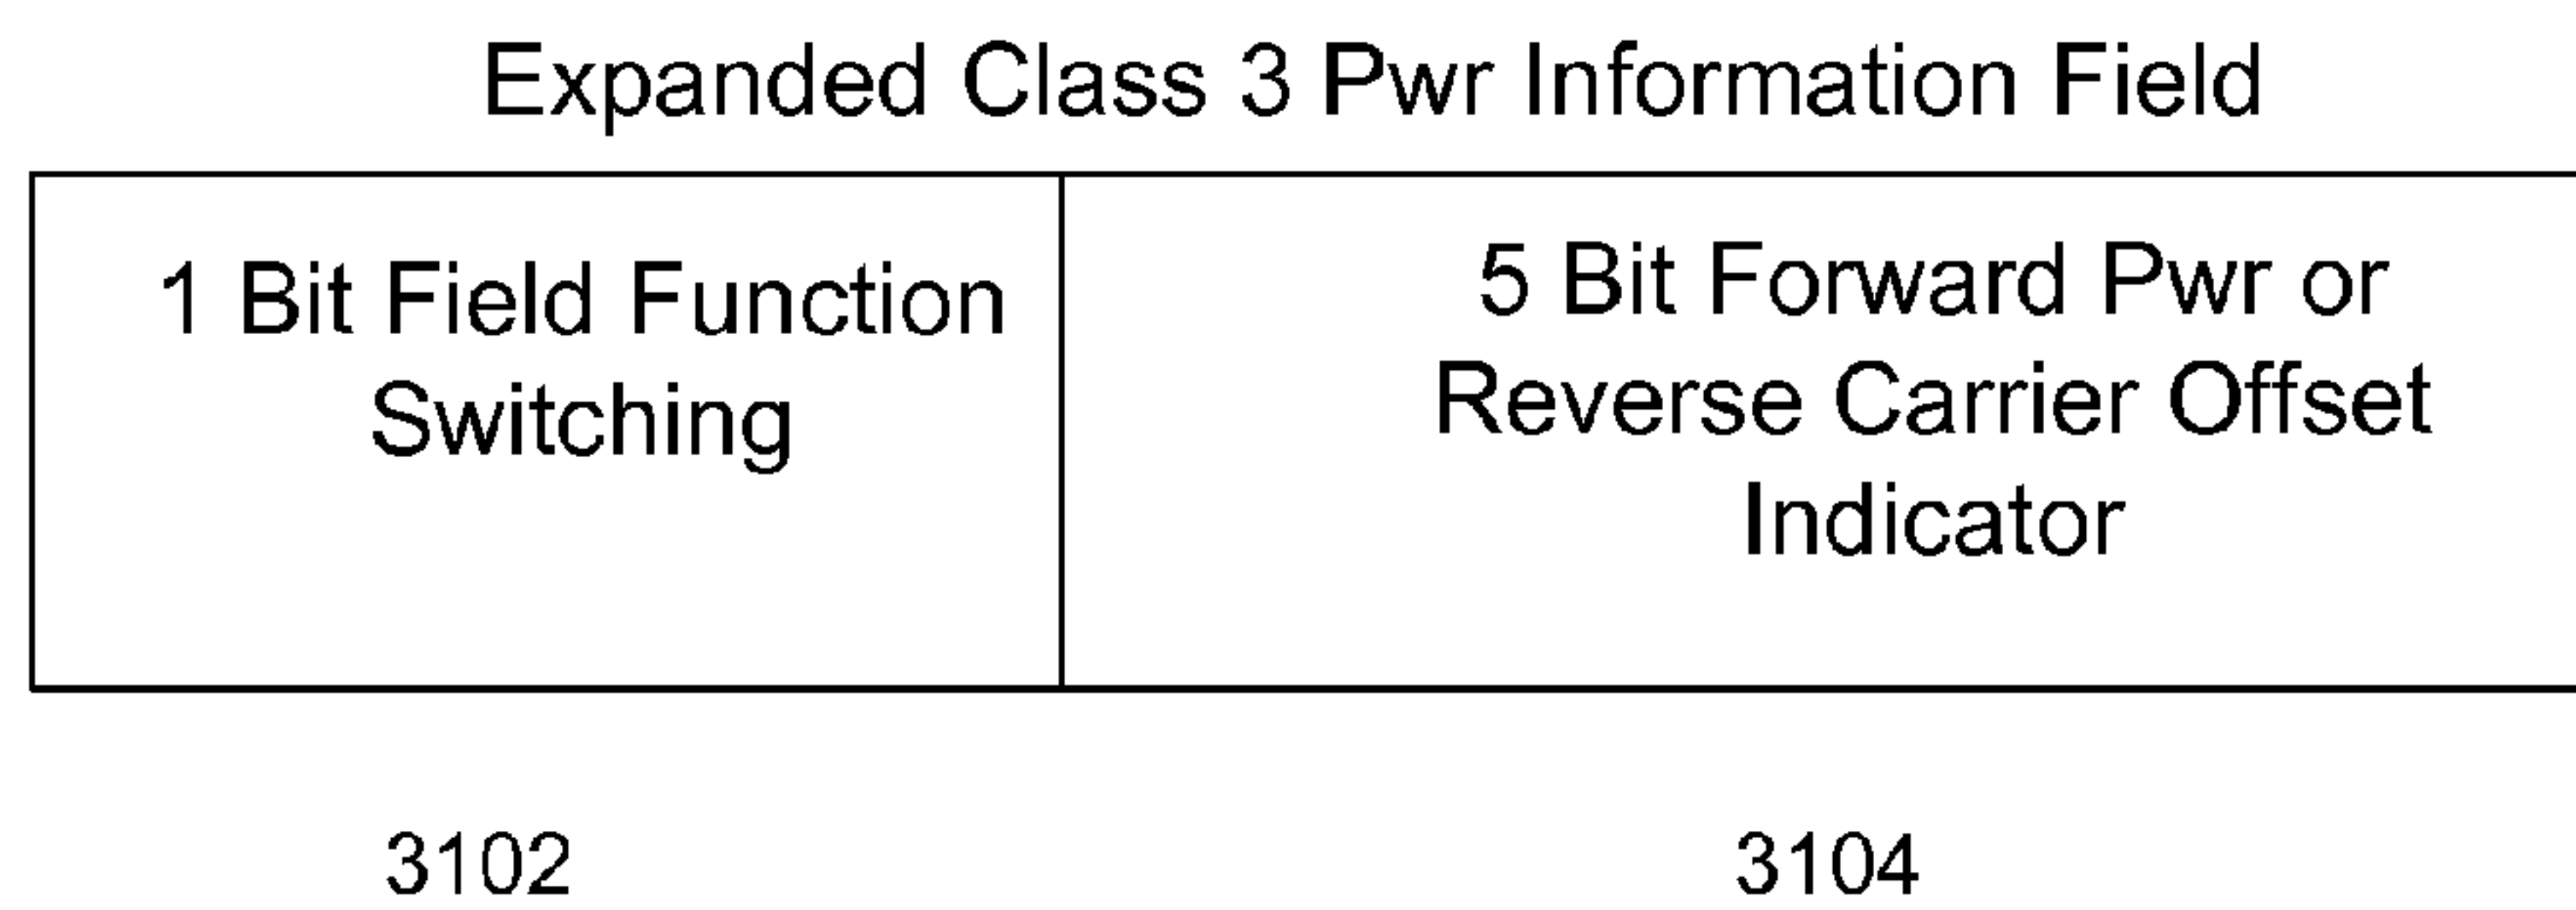 Expanded Class 3 Pwr Information Field
1 Bit Field Function
Switching
5 Bit Forward Pwr or
Reverse Carrier Offset
Indicator
3102
3104